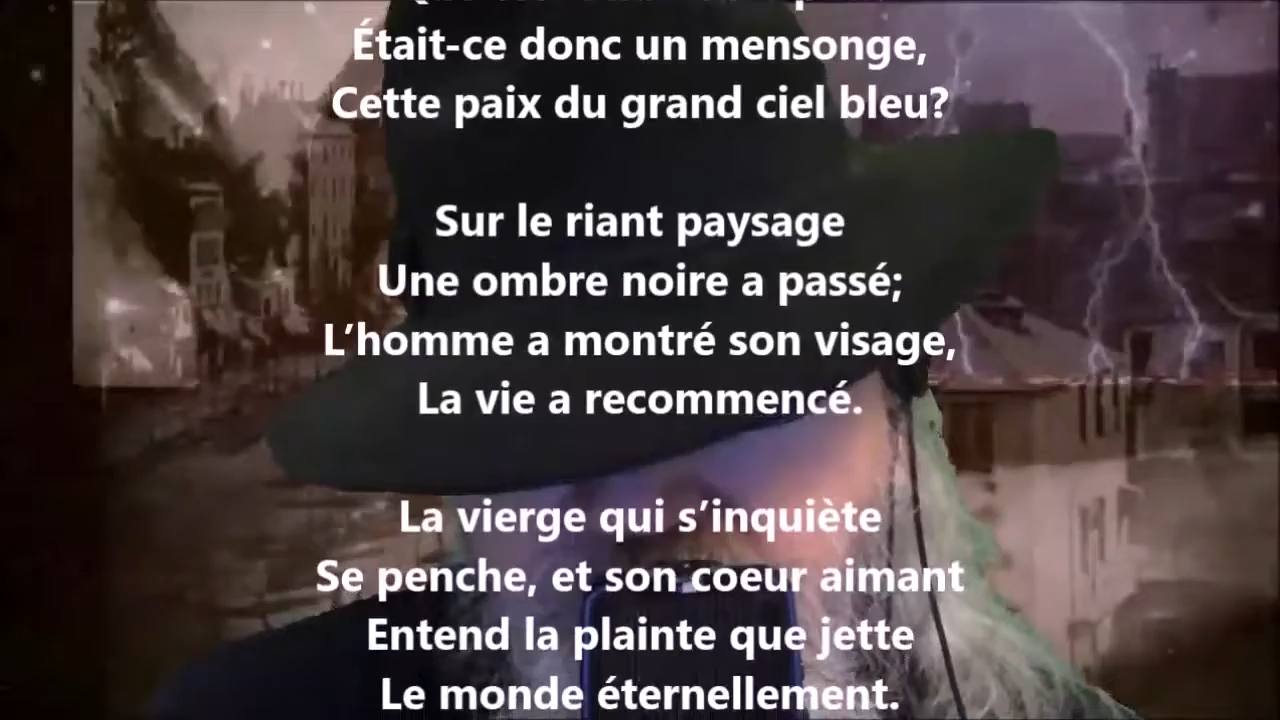 Était-ce donc un mensonge,
Cette paix du grand ciel bleu?
Sur le riant paysage
Une ombre noire a passé;
L’homme a montré son visage,
La vie a recommencé.
La vierge qui s’inquiète
Se penche, et son coeur aimant
Entend la plainte que jette
Le monde éternellement.